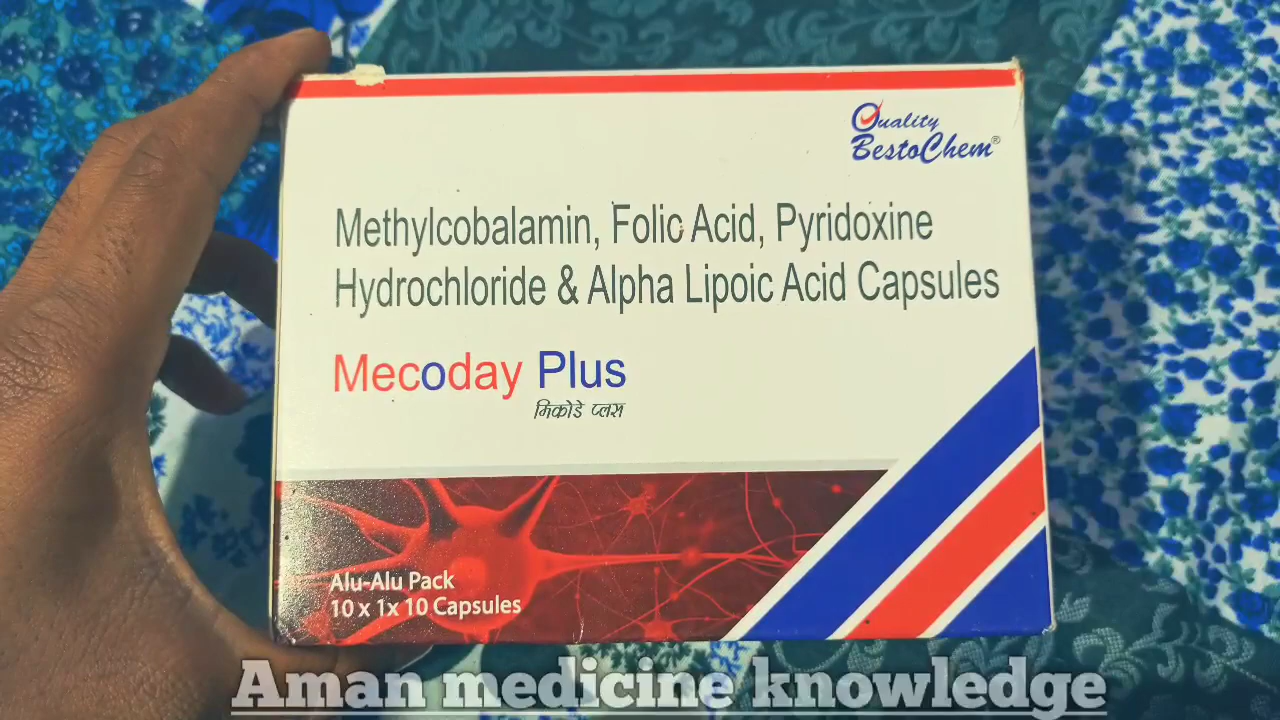 Quality
BestoChem®
Methylcobalamin, Folic Acid, Pyridoxine
Hydrochloride & Alpha Lipoic Acid Capsules
Mecoday Plus
मिकोडे प्लस
Alu-Alu Pack
10 x 1x 10 Capsules
Aman medicine knowledge